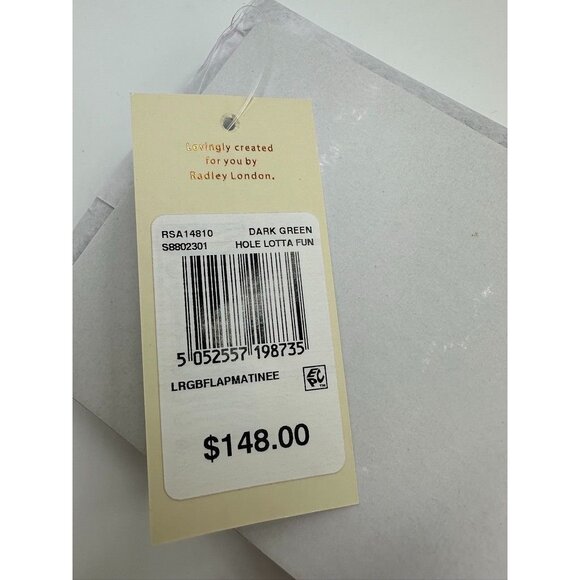 Lovingly created
for you by
Radley London.
RSA14810 DARK GREEN
S8802301 HOLE LOTTA FUN
5 052557 198735
LRGBFLAPMATINEE
EPC
$148.00